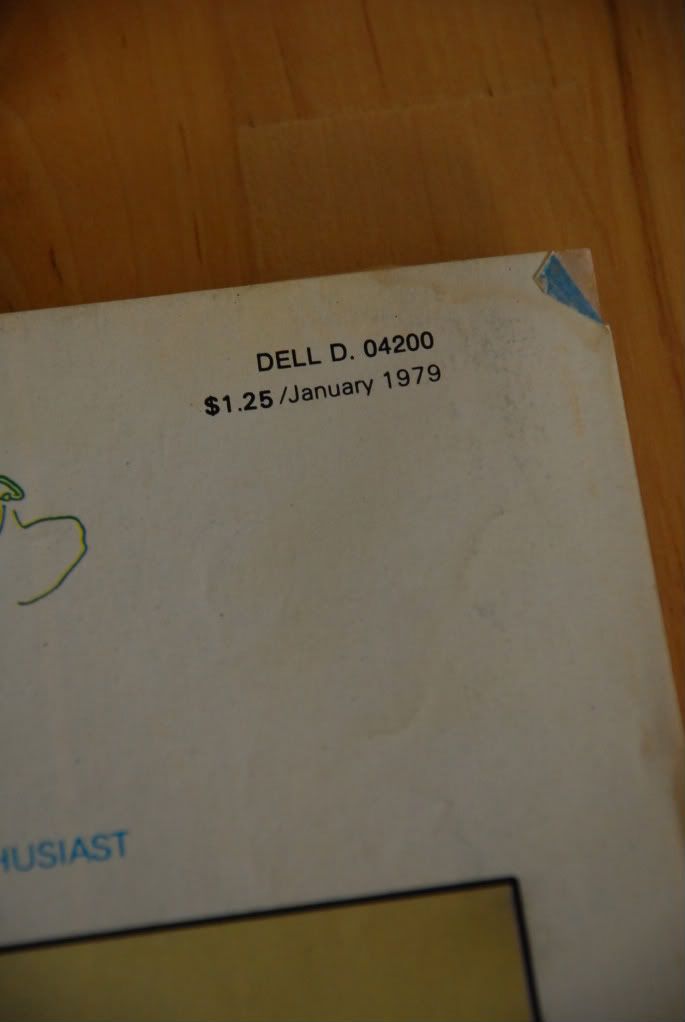 DELL D. 04200
$1.25 /January 1979
HUSIAST